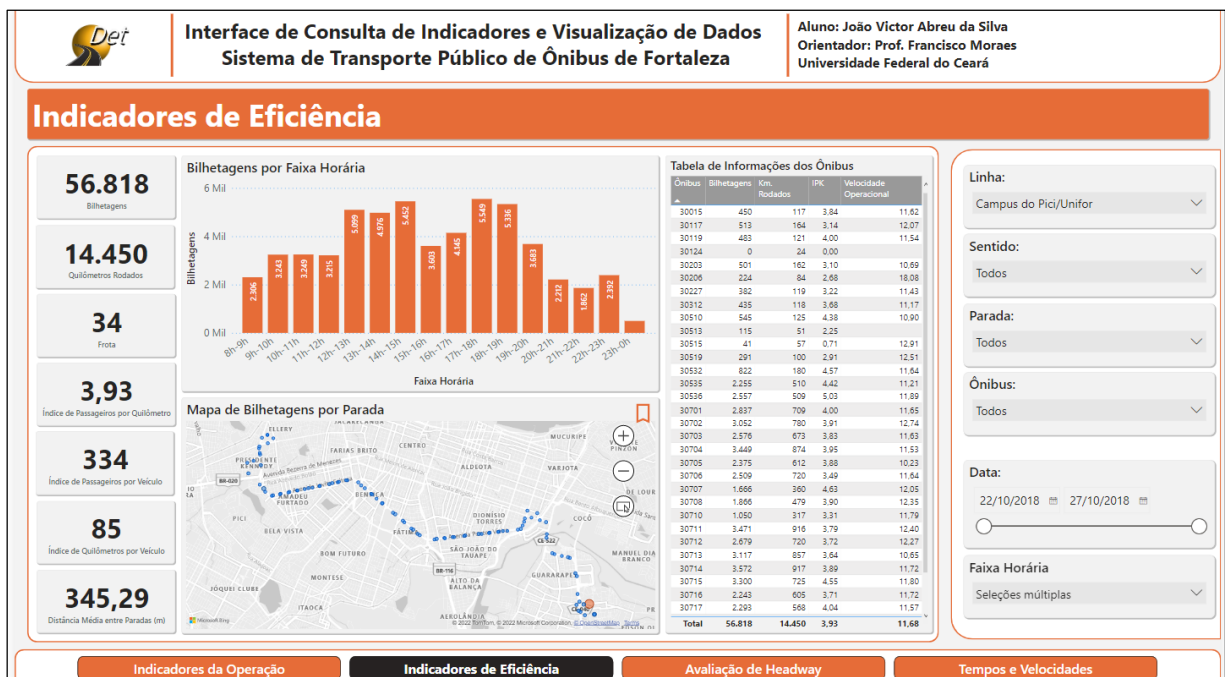 Det
Interface de Consulta de Indicadores e Visualização de Dados
Sistema de Transporte Público de Ônibus de Fortaleza
Aluno: João Victor Abreu da Silva
Orientador: Prof. Francisco Moraes
Universidade Federal do Ceará
Indicadores de Eficiência
56.818
Bilhetagens
14.450
Quilômetros Rodados
34
Frota
3,93
Índice de Passageiros por Quilômetro
334
Índice de Passageiros por Veículo
85
Índice de Quilômetros por Veículo
345,29
Distância Média entre Paradas (m)
Bilhetagens por Faixa Horária
Bilhetagens
6 Mil
4 Mil
2 Mil
0 Mil
2.306
3.243
3.249
3.215
5.099
4.976
5.452
3.603
4.145
5.549
5.336
3.683
2.212
1.862
2.392
8h-9h
9h-10h
10h-11h
11h-12h
12h-13h
13h-14h
14h-15h
15h-16h
16h-17h
17h-18h
18h-19h
19h-20h
20h-21h
21h-22h
22h-23h
23h-0h
Faixa Horária
Mapa de Bilhetagens por Parada
ELLERY
JACARECANGA
FARIAS BRITO
CENTRO
MUCURIPE
PINZÓN
PRESIDENTE
KENNEDY
Avenida Bezerra de Menezes
ALDEOTA
VARJOTA
BR-020
AMADEU
FURTADO
BENFICA
DE LOUR
PICI
BELA VISTA
FÁTIMA
DIONÍSIO
TORRES
COCÓ
CE-522
BOM FUTURO
SÃO JOÃO DO
TAUAPE
MANUEL DIA
BRANCO
MONTESE
BR-116
ALTO DA
BALANÇA
GUARARAPES
JÓQUEI CLUBE
ITAOCA
AEROLÂNDIA
CE-040
PR
EDSON QU
Microsoft Bing
© 2022 TomTom, © 2022 Microsoft Corporation, © OpenStreetMap Terms
Tabela de Informações dos Ônibus
Ônibus Bilhetagens Km. Rodados IPK Velocidade Operacional
30015 450 117 3,84 11,62
30117 513 164 3,14 12,07
30119 483 121 4,00 11,54
30124 0 24 0,00
30203 501 162 3,10 10,69
30206 224 84 2,68 18,08
30227 382 119 3,22 11,43
30312 435 118 3,68 11,17
30510 545 125 4,38 10,90
30513 115 51 2,25
30515 41 57 0,71 12,91
30519 291 100 2,91 12,51
30532 822 180 4,57 11,64
30535 2.255 510 4,42 11,21
30536 2.557 509 5,03 11,89
30701 2.837 709 4,00 11,65
30702 3.052 780 3,91 12,74
30703 2.576 673 3,83 11,63
30704 3.449 874 3,95 11,53
30705 2.375 612 3,88 10,23
30706 2.509 720 3,49 11,64
30707 1.666 360 4,63 12,05
30708 1.866 479 3,90 12,35
30710 1.050 317 3,31 11,79
30711 3.471 916 3,79 12,40
30712 2.679 720 3,72 12,27
30713 3.117 857 3,64 10,65
30714 3.572 917 3,89 11,72
30715 3.300 725 4,55 11,80
30716 2.243 605 3,71 11,72
30717 2.293 568 4,04 11,57
Total 56.818 14.450 3,93 11,68
Linha:
Campus do Pici/Unifor
Sentido:
Todos
Parada:
Todos
Ônibus:
Todos
Data:
22/10/2018 27/10/2018
Faixa Horária
Seleções múltiplas
Indicadores da Operação
Indicadores de Eficiência
Avaliação de Headway
Tempos e Velocidades